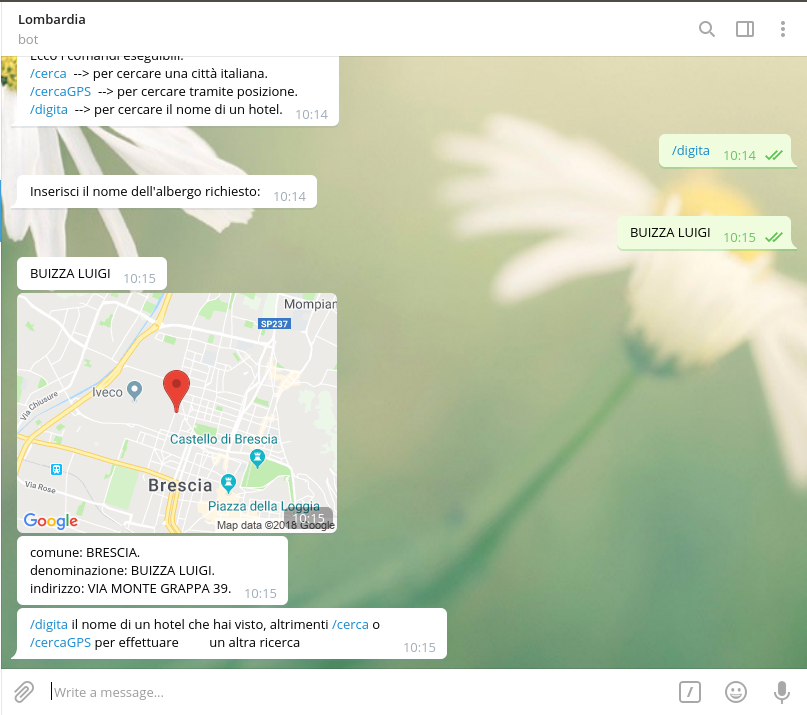 Lombardia
bot
Ecco i comandi eseguibili:
/cerca --> per cercare una città italiana.
/cercaGPS --> per cercare tramite posizione.
/digita --> per cercare il nome di un hotel. 10:14
/digita 10:14
Inserisci il nome dell'albergo richiesto: 10:14
BUIZZA LUIGI 10:15
BUIZZA LUIGI 10:15
Mompian
SP237
Iveco
Via Chiusure
Castello di Brescia
Via Rose
Brescia
Piazza della Loggia
10:15
Google
Map data ©2018 Google
comune: BRESCIA.
denominazione: BUIZZA LUIGI.
indirizzo: VIA MONTE GRAPPA 39. 10:15
/digita il nome di un hotel che hai visto, altrimenti /cerca o
/cercaGPS per effettuare un altra ricerca 10:15
Write a message...